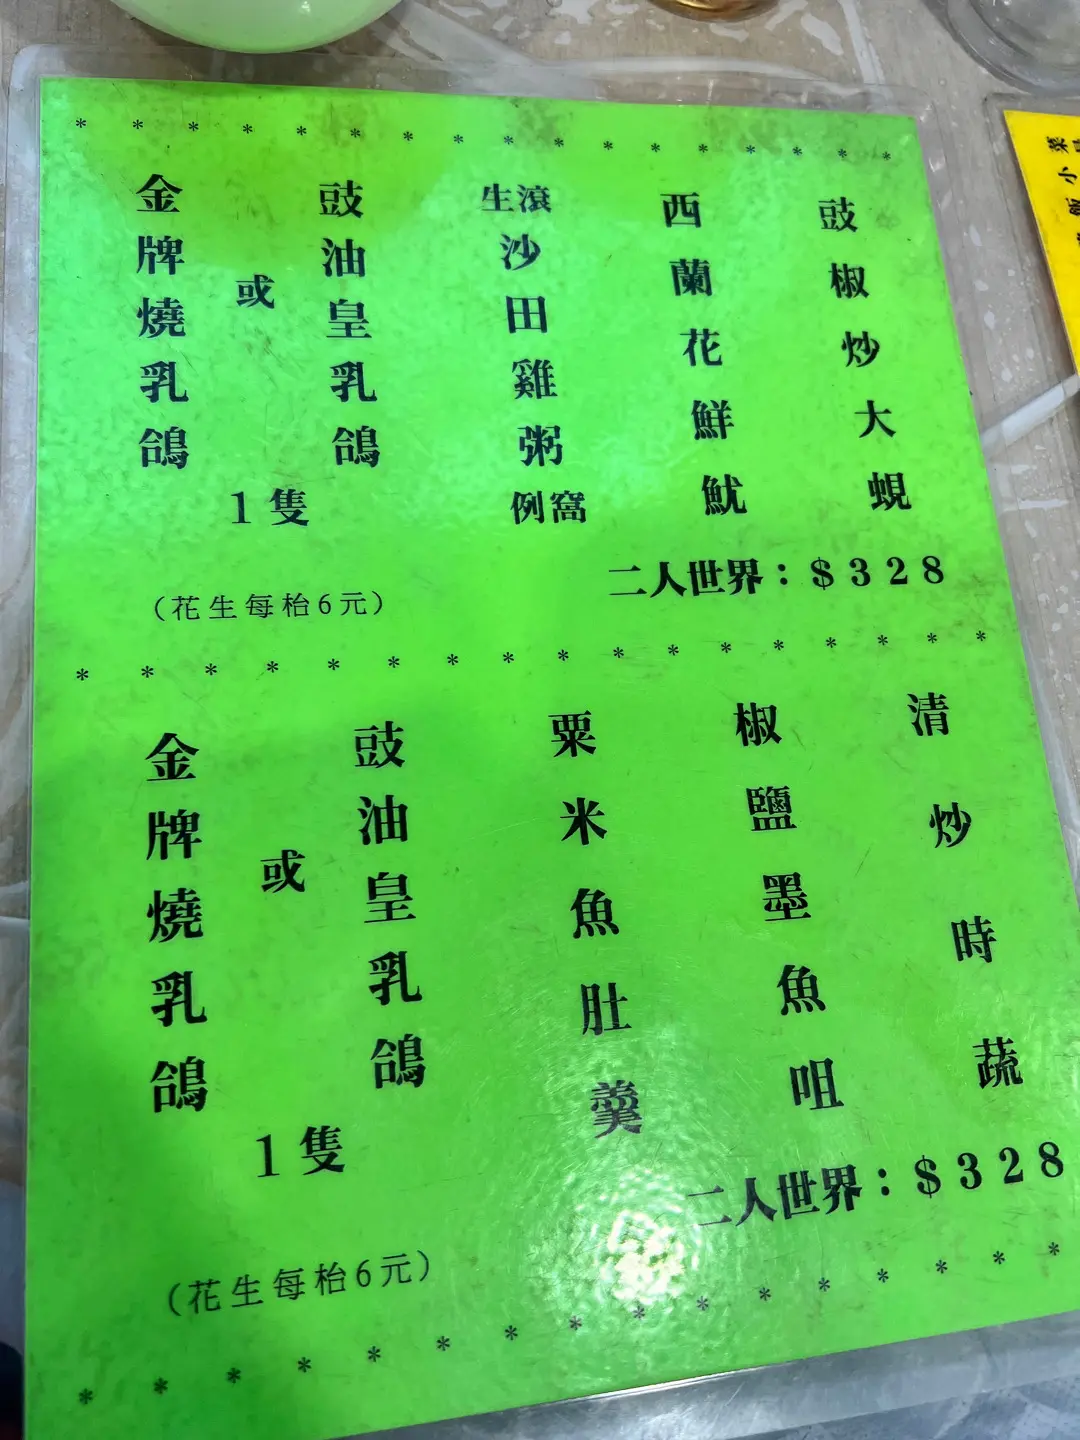 豉椒炒大蜆
西蘭花鮮魷
生滾沙田雞粥例窩
豉油皇乳鴿
或
金牌燒乳鴿
1隻
二人世界：$328
（花生每枱6元）
清炒時蔬
椒鹽墨魚咀
粟米魚肚羹
豉油皇乳鴿
或
金牌燒乳鴿
1隻
二人世界：$328
（花生每枱6元）